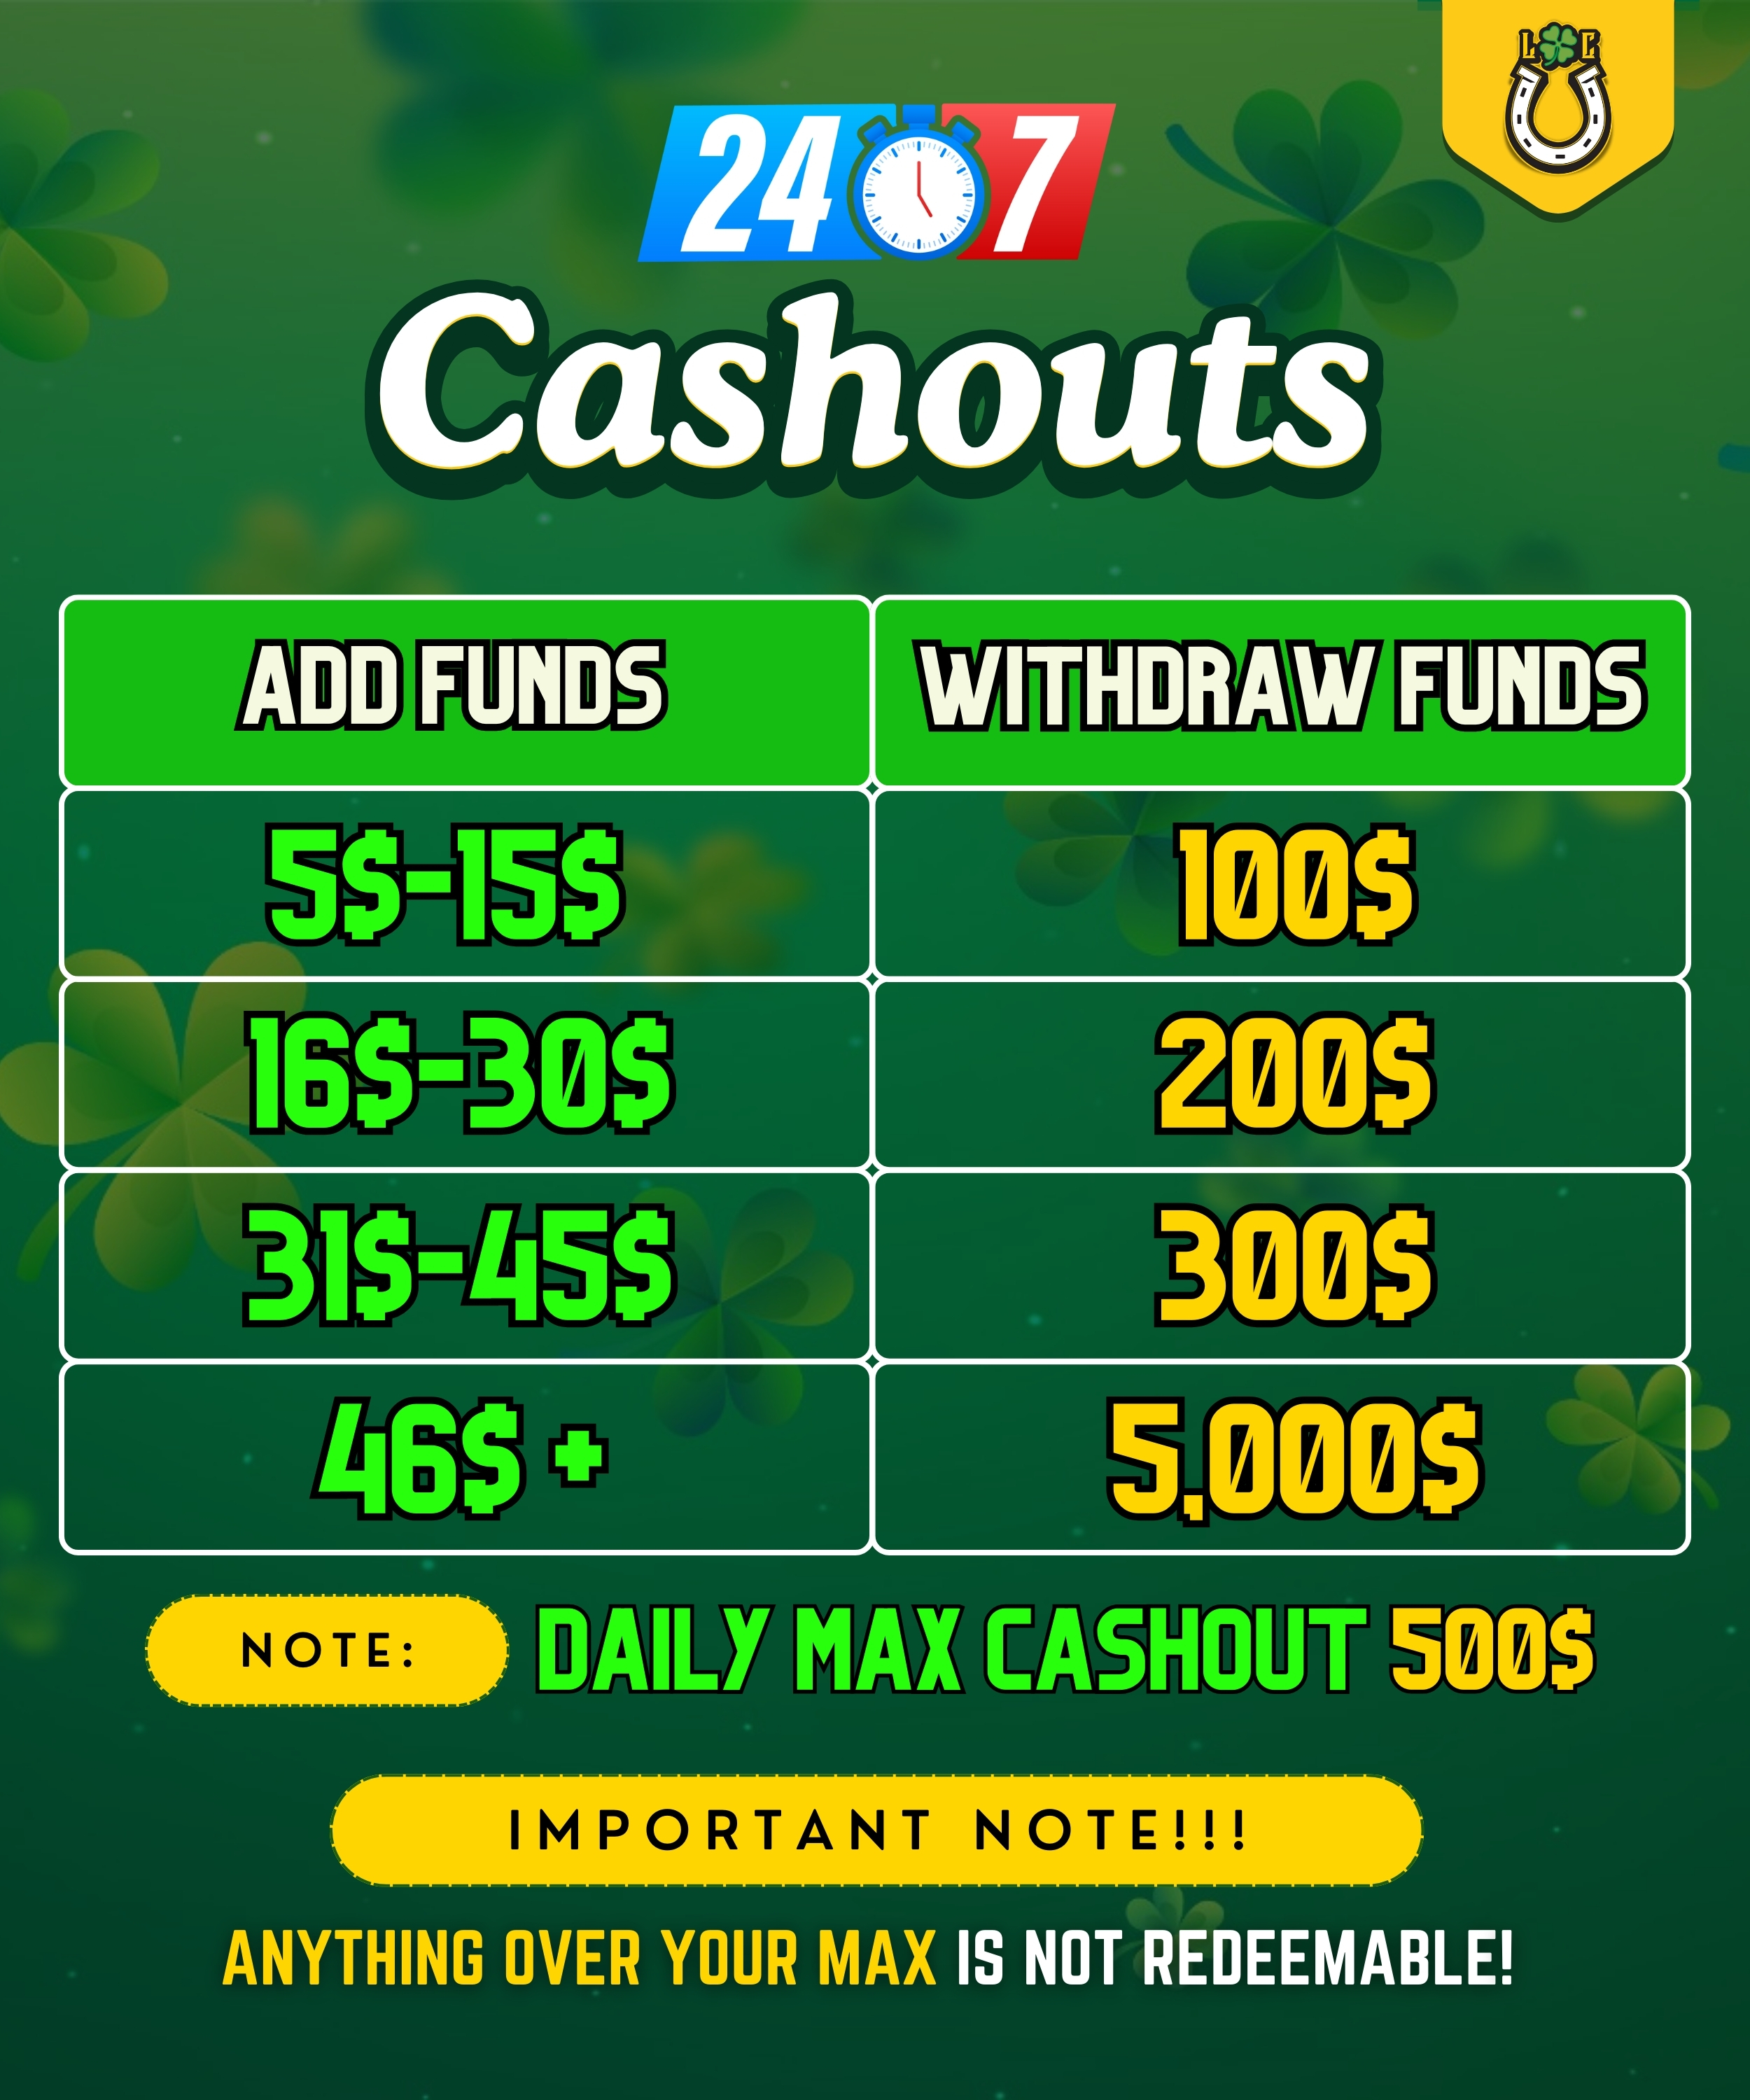 L C
24 7
Cashouts
ADD FUNDS WITHDRAW FUNDS
5$-15$ 100$
16$-30$ 200$
31$-45$ 300$
46$ + 5,000$
NOTE: DAILY MAX CASHOUT 500$
IMPORTANT NOTE!!!
ANYTHING OVER YOUR MAX IS NOT REDEEMABLE!